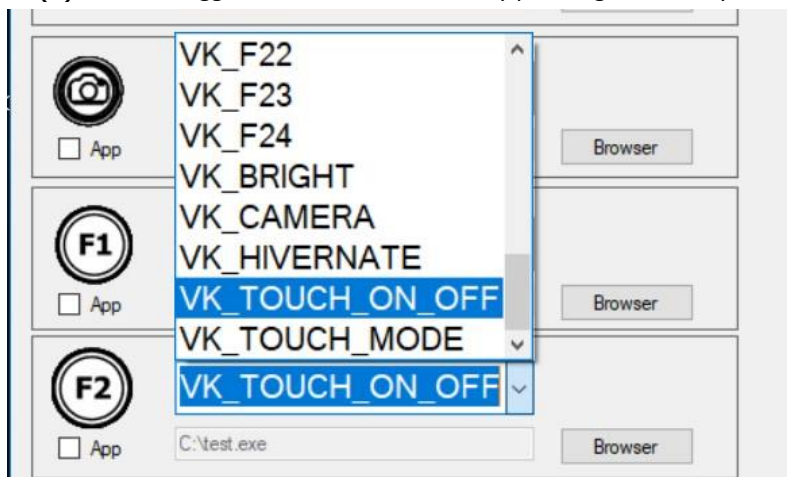 VK_F22
VK_F23
VK_F24
App
Browser
VK_BRIGHT
VK_CAMERA
F1
VK_HIVERNATE
VK_TOUCH_ON_OFF
App
Browser
VK_TOUCH_MODE
F2
VK_TOUCH_ON_OFF
App
C:\test.exe
Browser